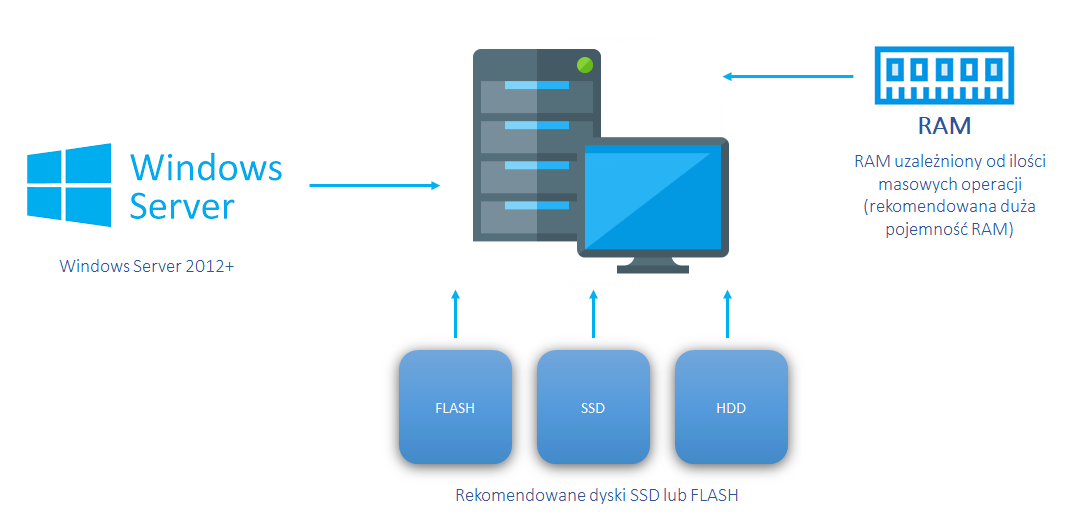 Windows
Server
Windows Server 2012+
RAM
RAM uzależniony od ilości
masowych operacji
(rekomendowana duża
pojemność RAM)
FLASH
SSD
HDD
Rekomendowane dyski SSD lub FLASH